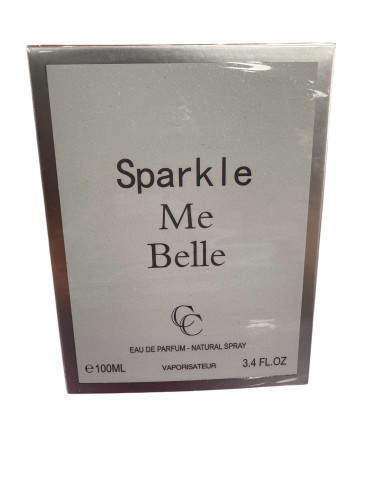 Sparkle
Me
Belle
CC
EAU DE PARFUM - NATURAL SPRAY
℮100ML VAPORISATEUR 3.4 FL.OZ